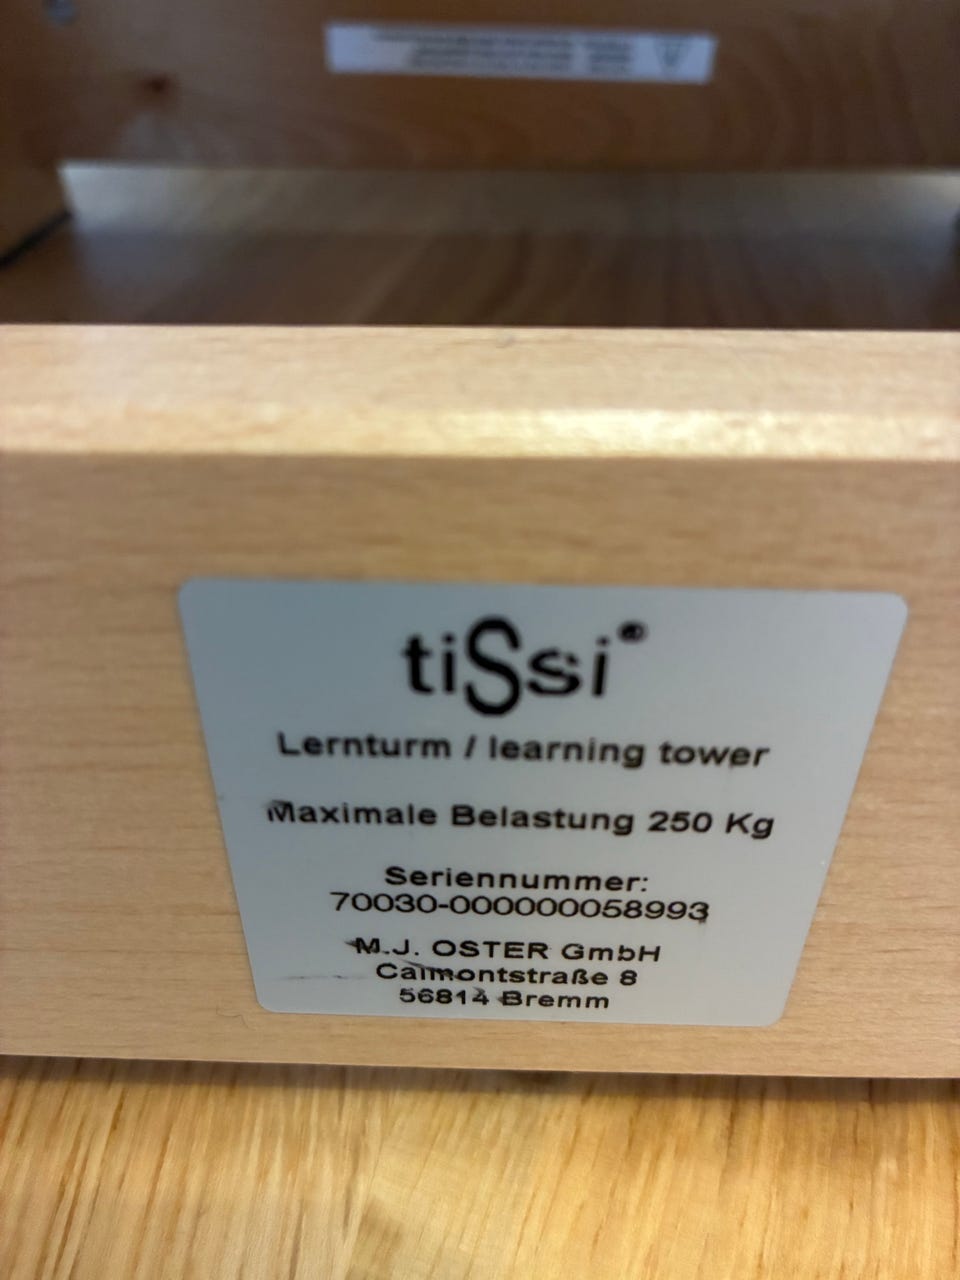 tiSsi®
Lernturm / learning tower
Maximale Belastung 250 Kg
Seriennummer:
70030-000000058993
M.J. OSTER GmbH
Calmontstraße 8
56814 Bremm